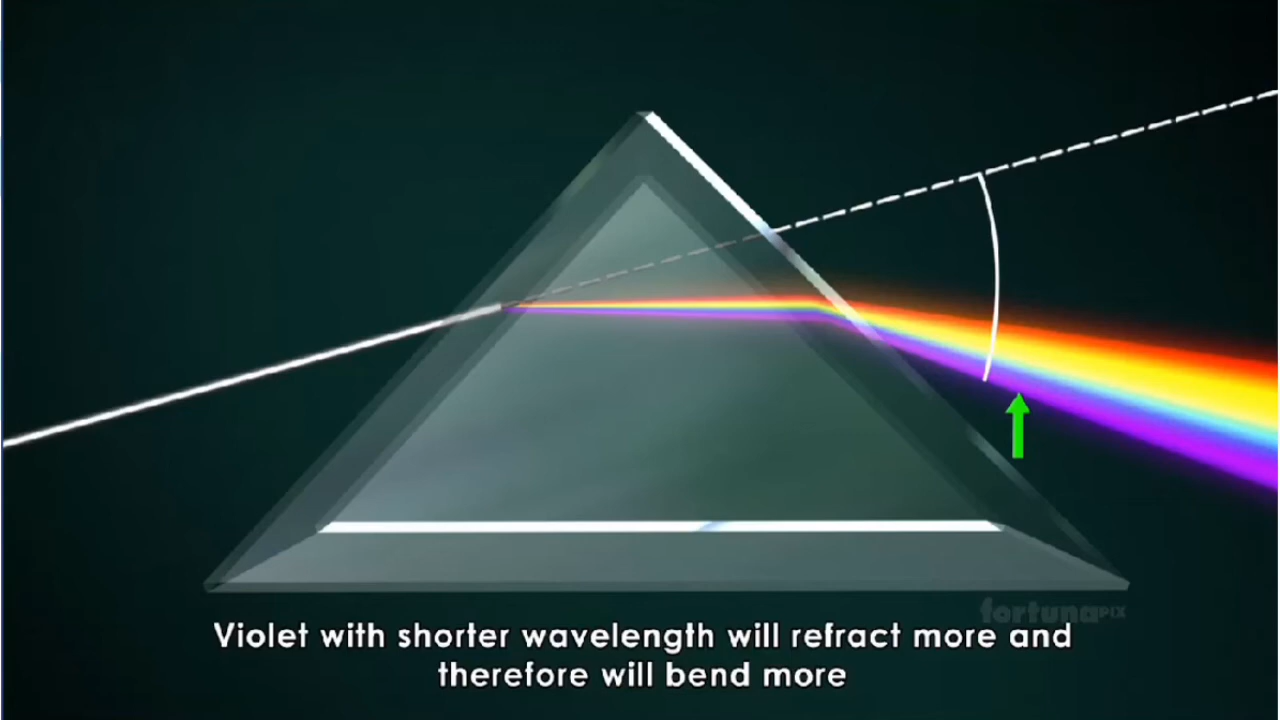 fortunaPIX
Violet with shorter wavelength will refract more and
therefore will bend more